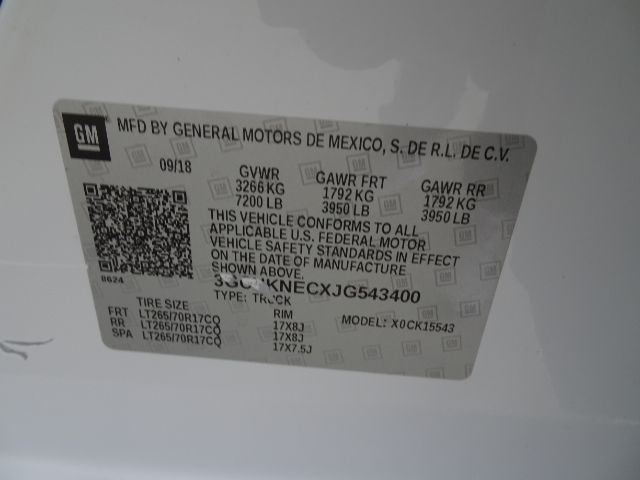 GM MFD BY GENERAL MOTORS DE MEXICO, S. DE R.L. DE C.V.
09/18 GVWR GAWR FRT GAWR RR
3266 KG 1792 KG 1792 KG
7200 LB 3950 LB 3950 LB
THIS VEHICLE CONFORMS TO ALL
APPLICABLE U.S. FEDERAL MOTOR
VEHICLE SAFETY STANDARDS IN EFFECT
ON THE DATE OF MANUFACTURE
SHOWN ABOVE.
8624
TYPE: TRUCK
TIRE SIZE RIM MODEL: X0CK15543
FRT LT265/70R17CQ 17X8J
RR LT265/70R17CQ 17X8J
SPA LT265/70R17CQ 17X7.5J